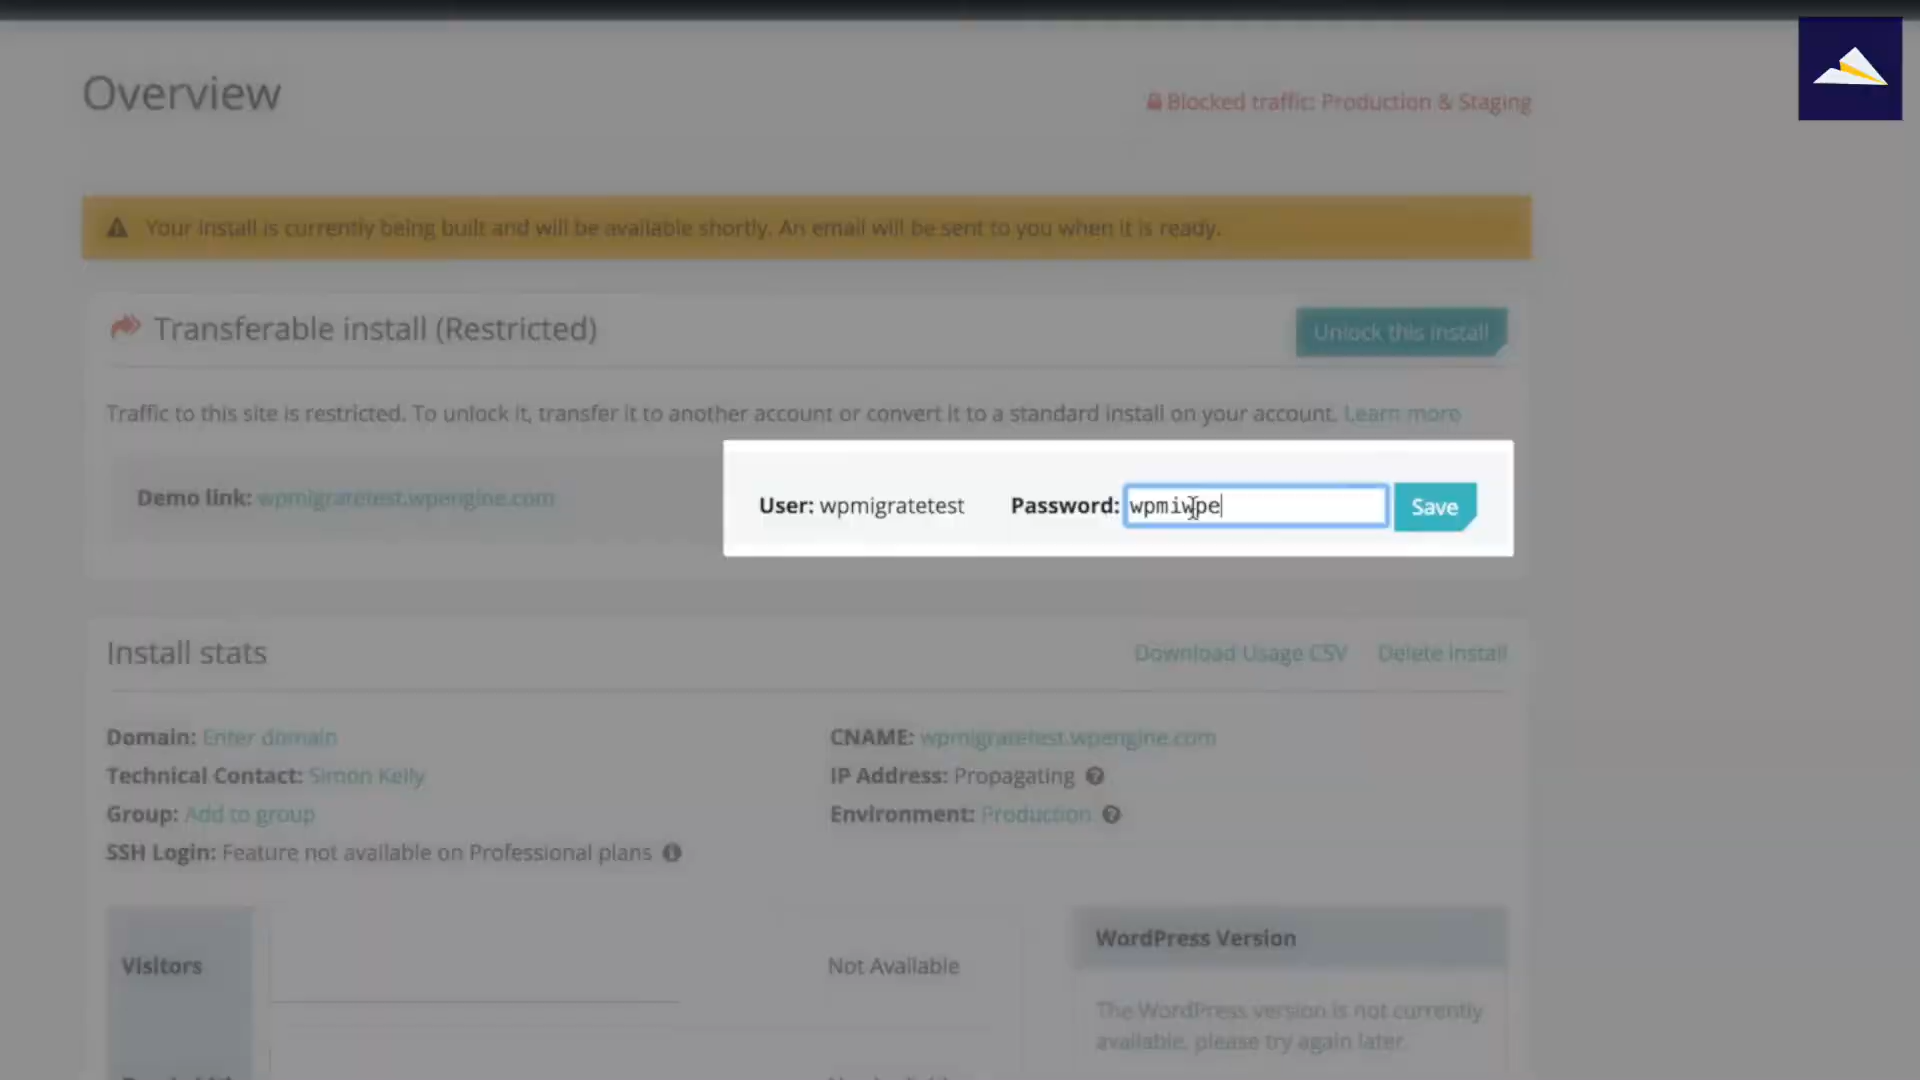 Overview
Blocked traffic: Production & Staging
Your install is currently being built and will be available shortly. An email will be sent to you when it is ready.
Transferable install (Restricted)
Unlock this install
Traffic to this site is restricted. To unlock it, transfer it to another account or convert it to a standard install on your account. Learn more
Demo link: wpmigratetest.wpengine.com
User: wpmigratetest
Password: wpmiwpe
Save
Install stats
Download Usage CSV
Delete install
Domain: Enter domain
CNAME: wpmigratetest.wpengine.com
Technical Contact: Simon Kelly
IP Address: Propagating
Group: Add to group
Environment: Production
SSH Login: Feature not available on Professional plans
Visitors
Not Available
WordPress Version
The WordPress version is not currently
available, please try again later.